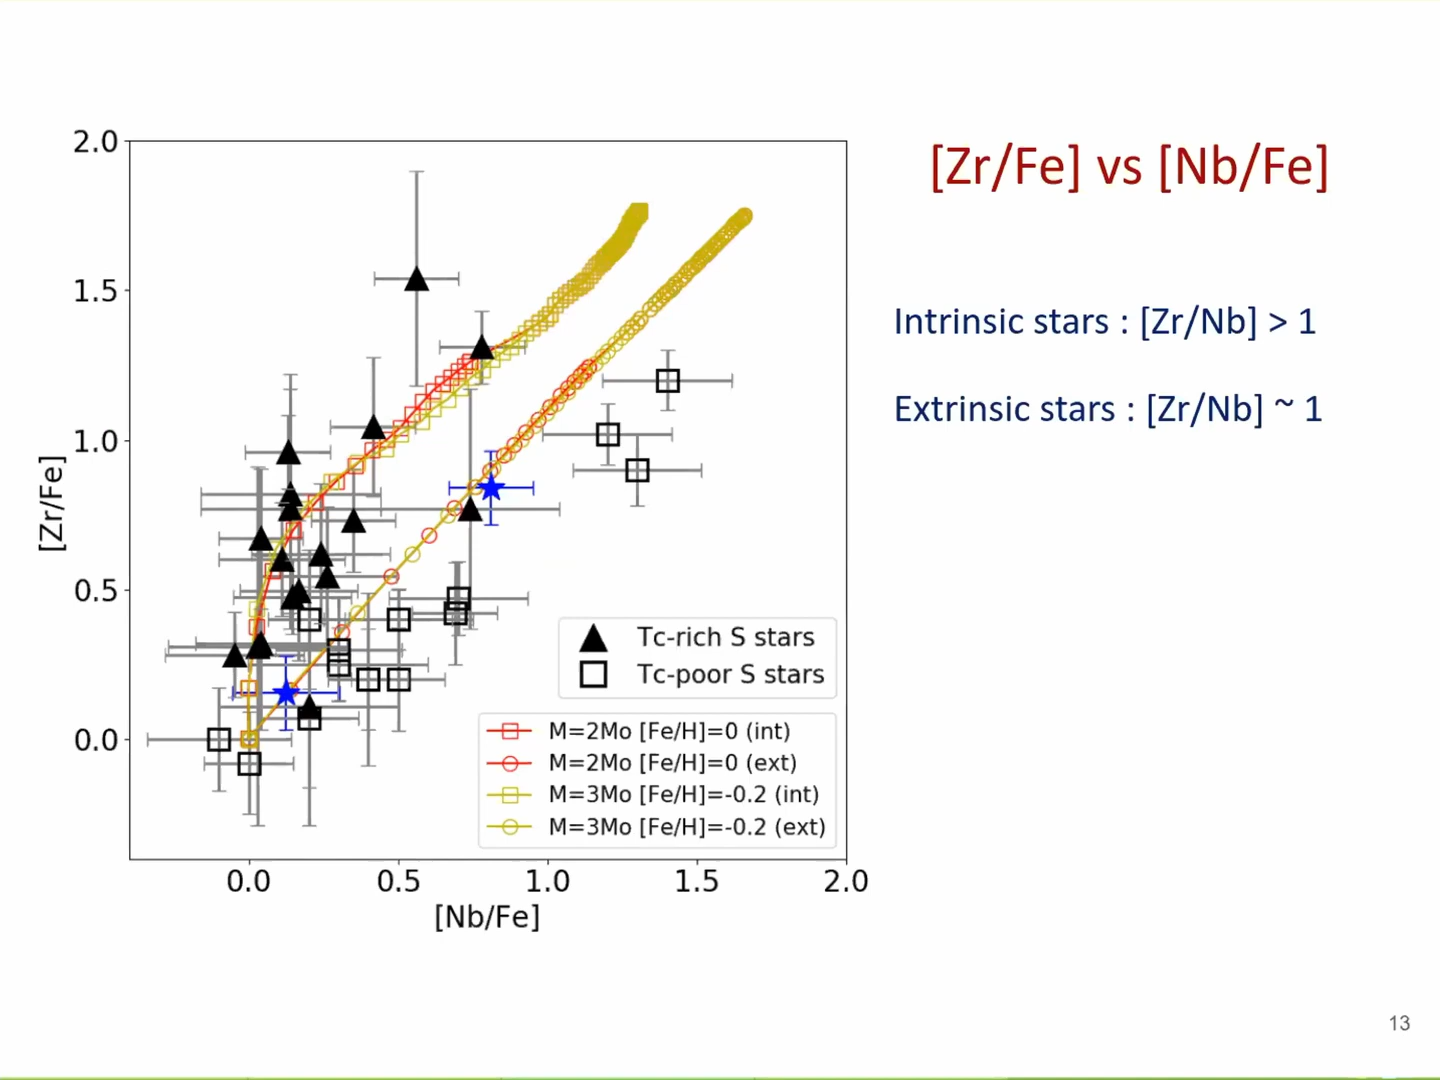 [Zr/Fe] vs [Nb/Fe]
Intrinsic stars : [Zr/Nb] > 1
Extrinsic stars : [Zr/Nb] ~ 1
2.0
1.5
1.0
0.5
0.0
[Zr/Fe]
Tc-rich S stars
Tc-poor S stars
M=2Mo [Fe/H]=0 (int)
M=2Mo [Fe/H]=0 (ext)
M=3Mo [Fe/H]=-0.2 (int)
M=3Mo [Fe/H]=-0.2 (ext)
0.0 0.5 1.0 1.5 2.0
[Nb/Fe]
13